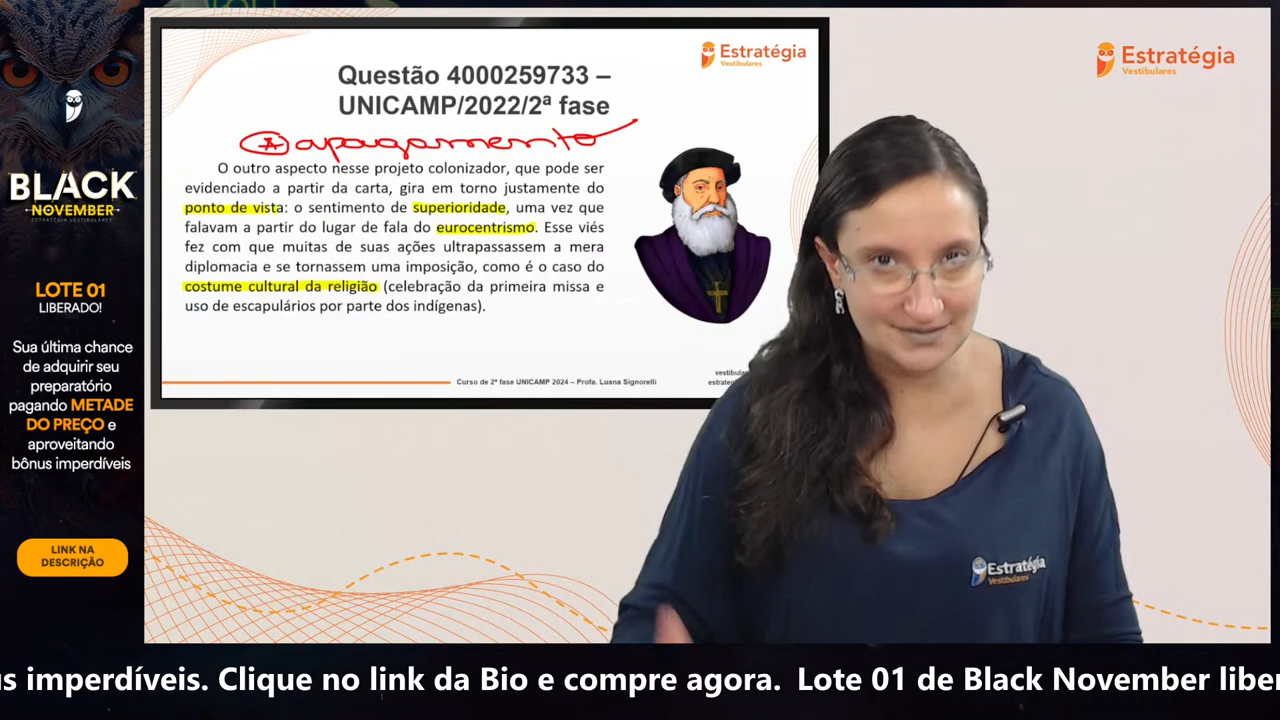 BLACK
NOVEMBER
ESTRATÉGIA VESTIBULARES
LOTE 01
LIBERADO!
Sua última chance
de adquirir seu
preparatório
pagando METADE
DO PREÇO e
aproveitando
bônus imperdíveis
LINK NA
DESCRIÇÃO
Estratégia
Vestibulares
Questão 4000259733 –
UNICAMP/2022/2ª fase
apagamento
O outro aspecto nesse projeto colonizador, que pode ser
evidenciado a partir da carta, gira em torno justamente do
ponto de vista: o sentimento de superioridade, uma vez que
falavam a partir do lugar de fala do eurocentrismo. Esse viés
fez com que muitas de suas ações ultrapassassem a mera
diplomacia e se tornassem uma imposição, como é o caso do
costume cultural da religião (celebração da primeira missa e
uso de escapulários por parte dos indígenas).
Curso de 2ª fase UNICAMP 2024 – Profa. Luana Signorelli
Estratégia
Vestibulares
Estratégia
Vestibulares
imperdíveis. Clique no link da Bio e compre agora. Lote 01 de Black November